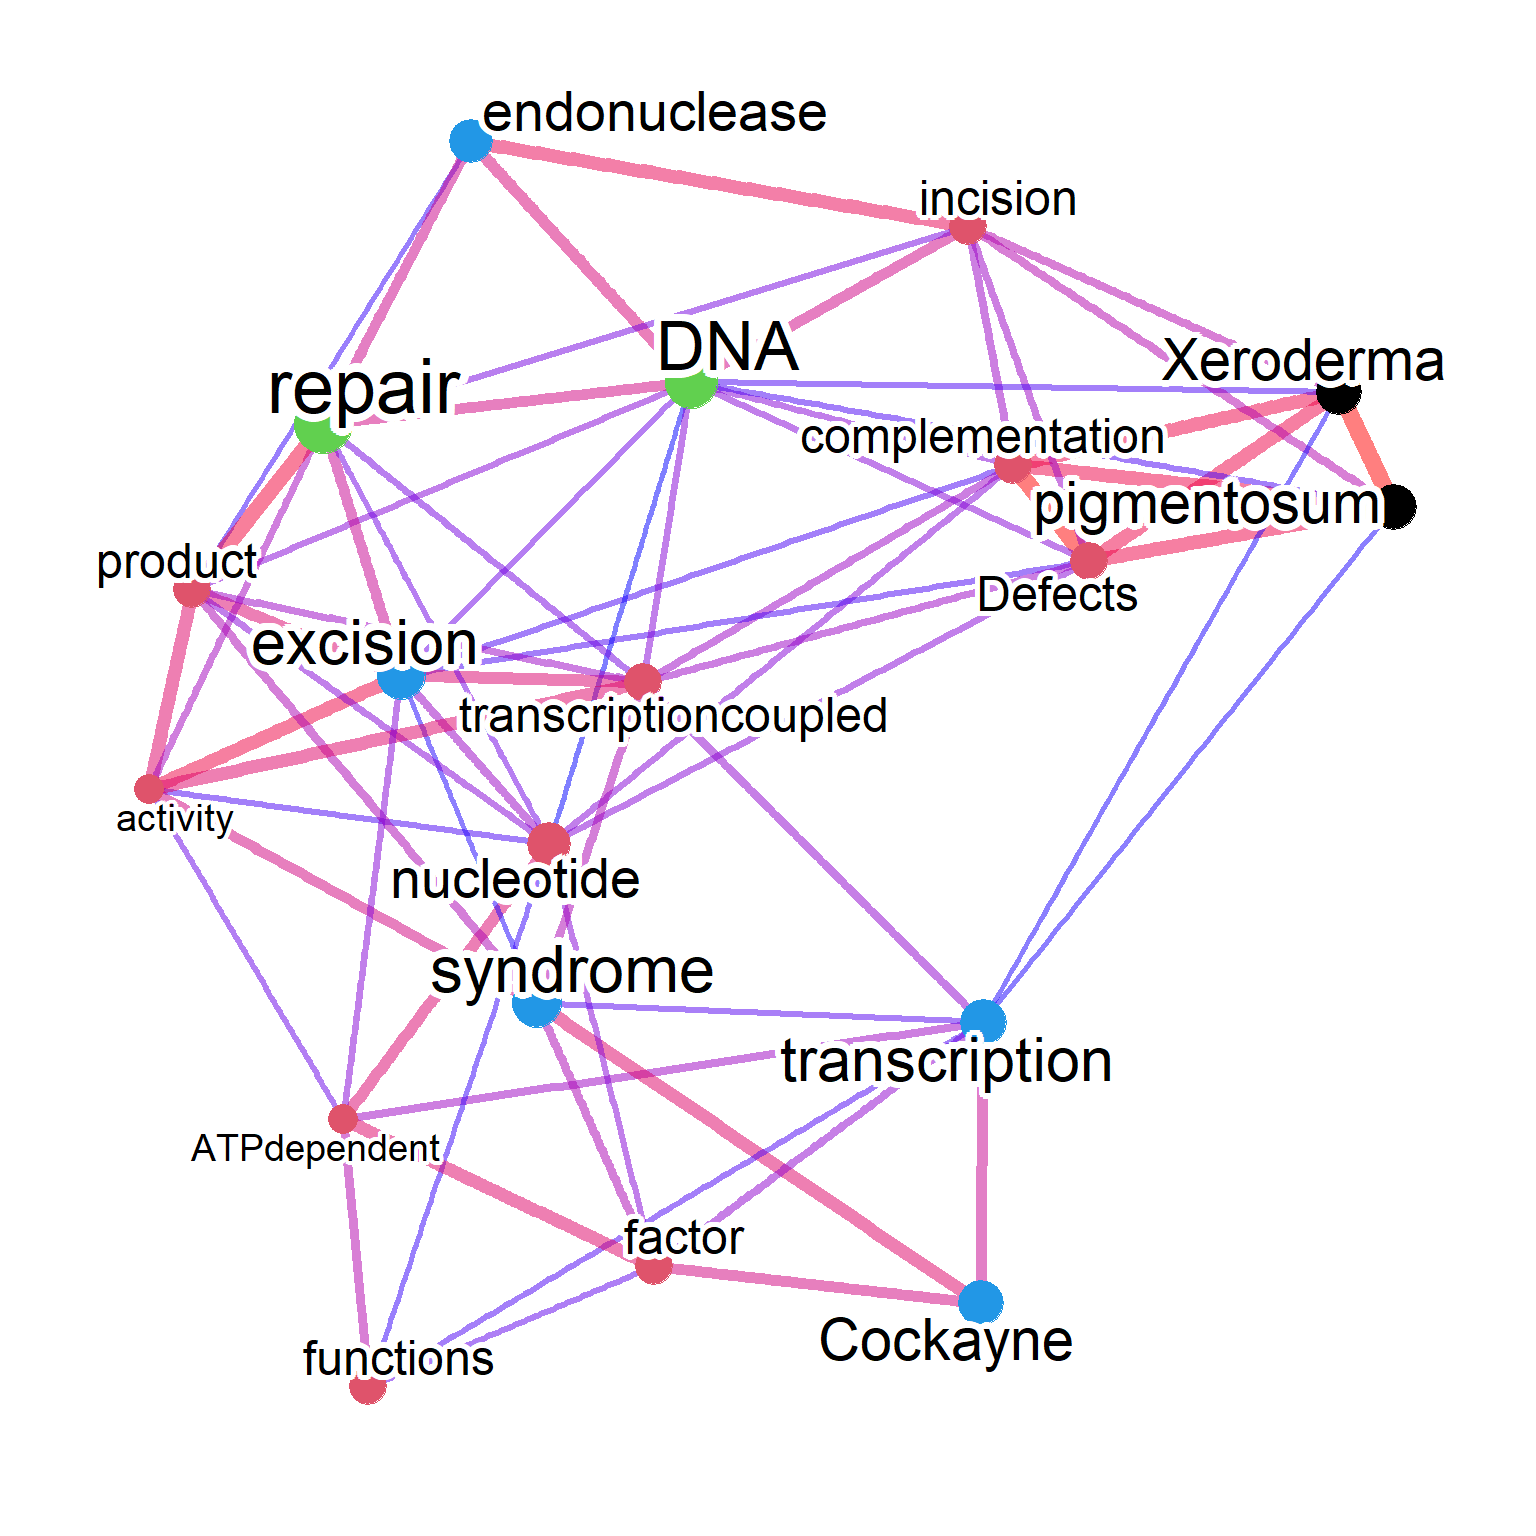 endonuclease
incision
DNA
Xeroderma
repair
complementation
pigmentosum
product
Defects
excision
transcriptioncoupled
activity
nucleotide
syndrome
transcription
ATPdependent
factor
Cockayne
functions